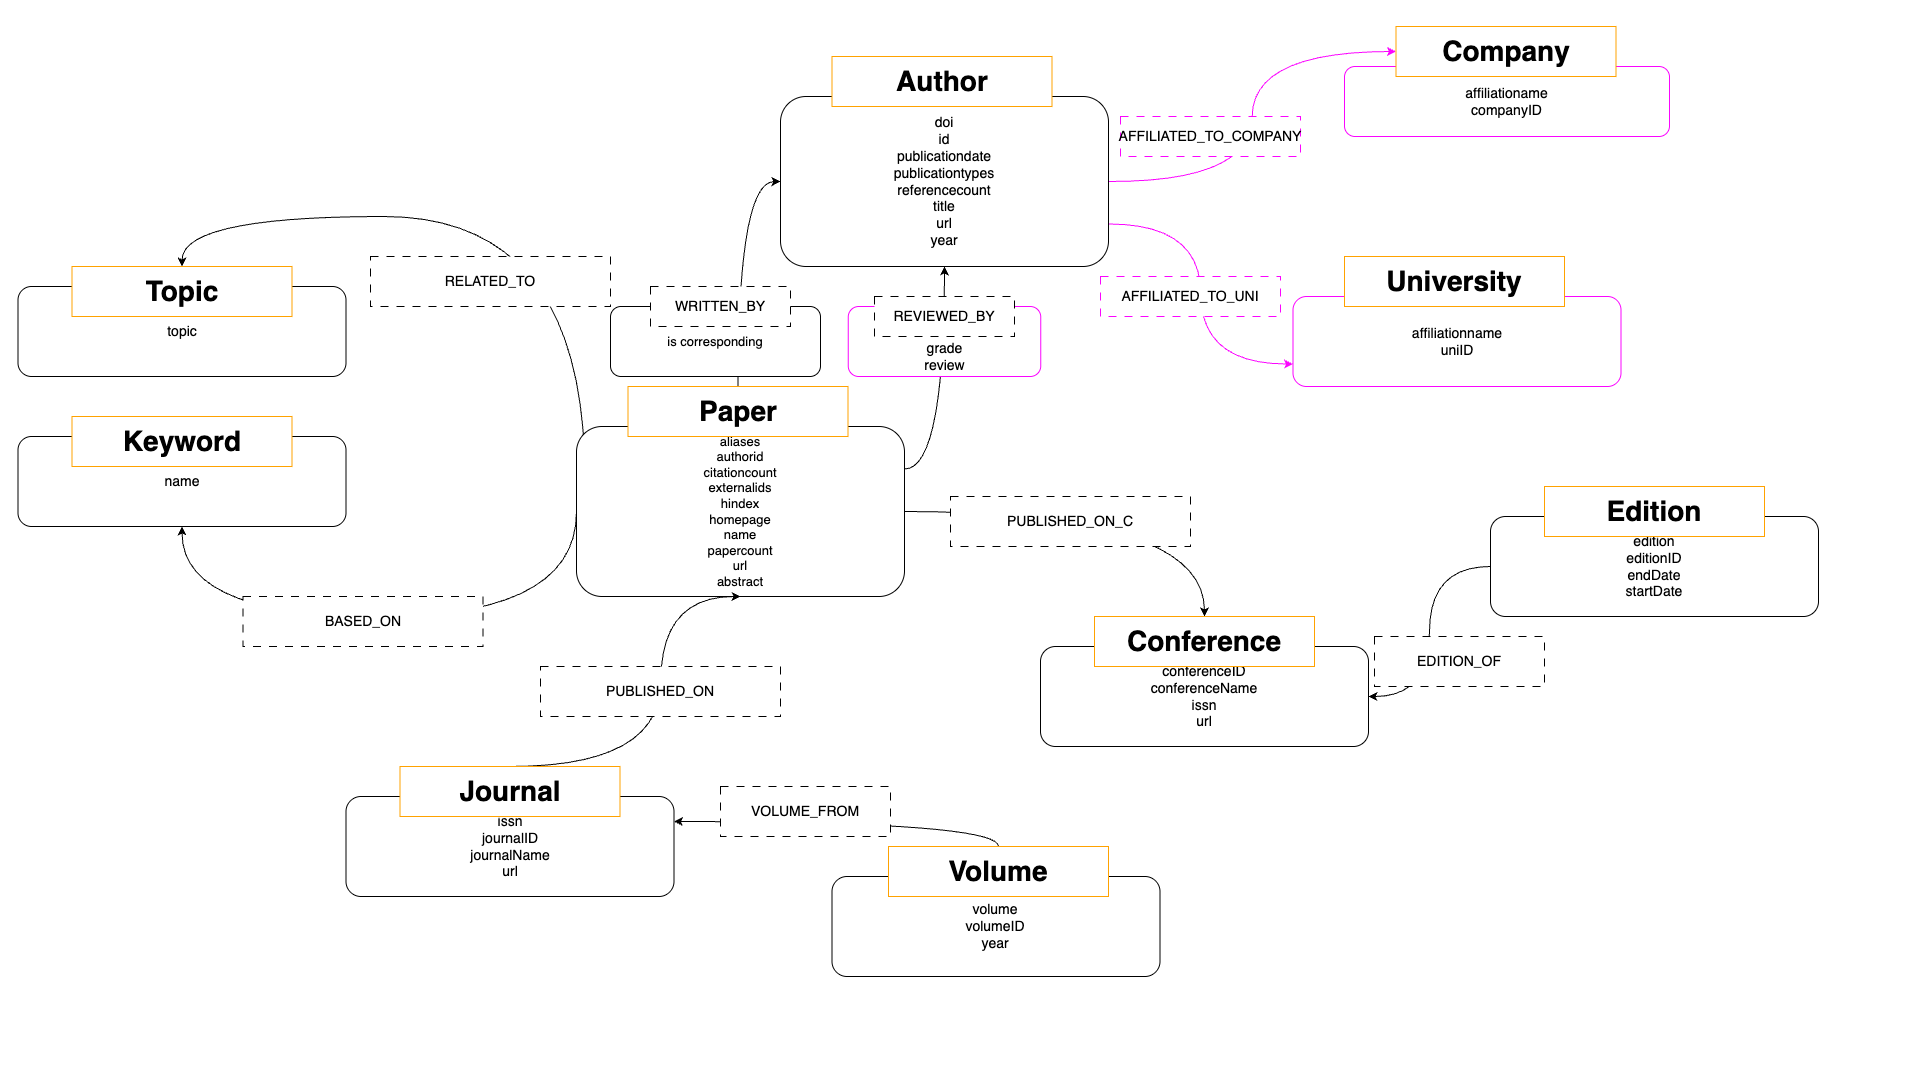 Company
affiliationame
companyID
Author
doi
id
publicationdate
publicationtypes
referencecount
title
url
year
AFFILIATED_TO_COMPANY
University
affiliationname
uniID
AFFILIATED_TO_UNI
RELATED_TO
Topic
topic
WRITTEN_BY
is corresponding
REVIEWED_BY
grade
review
Paper
aliases
authorid
citationcount
externalids
hindex
homepage
name
papercount
url
abstract
Keyword
name
PUBLISHED_ON_C
Edition
edition
editionID
endDate
startDate
BASED_ON
Conference
conferenceID
conferenceName
issn
url
EDITION_OF
PUBLISHED_ON
Journal
issn
journalID
journalName
url
VOLUME_FROM
Volume
volume
volumeID
year